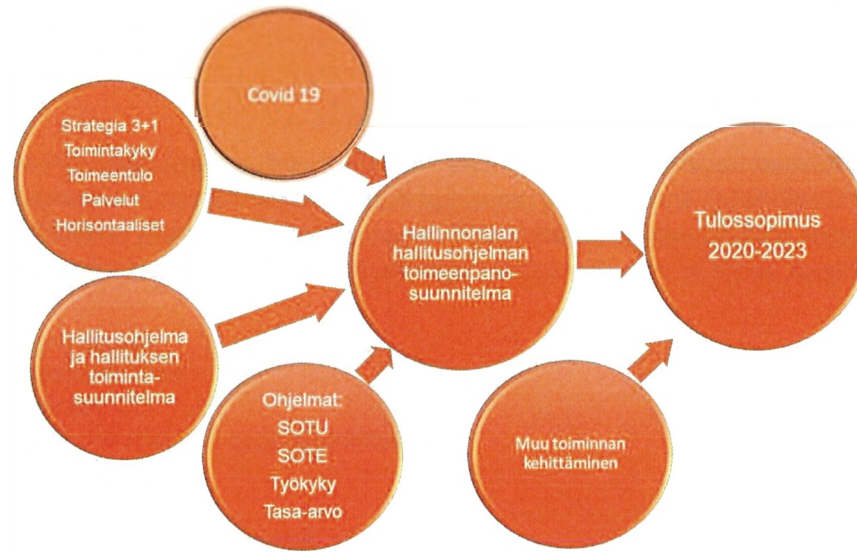 Covid 19
Strategia 3+1
Toimintakyky
Toimeentulo
Palvelut
Horisontaaliset
Hallitusohjelma
ja hallituksen
toiminta-
suunnitelma
Ohjelmat:
SOTU
SOTE
Työkyky
Tasa-arvo
Hallinnonalan
hallitusohjelman
toimeenpano-
suunnitelma
Tulossopimus
2020-2023
Muu toiminnan
kehittäminen